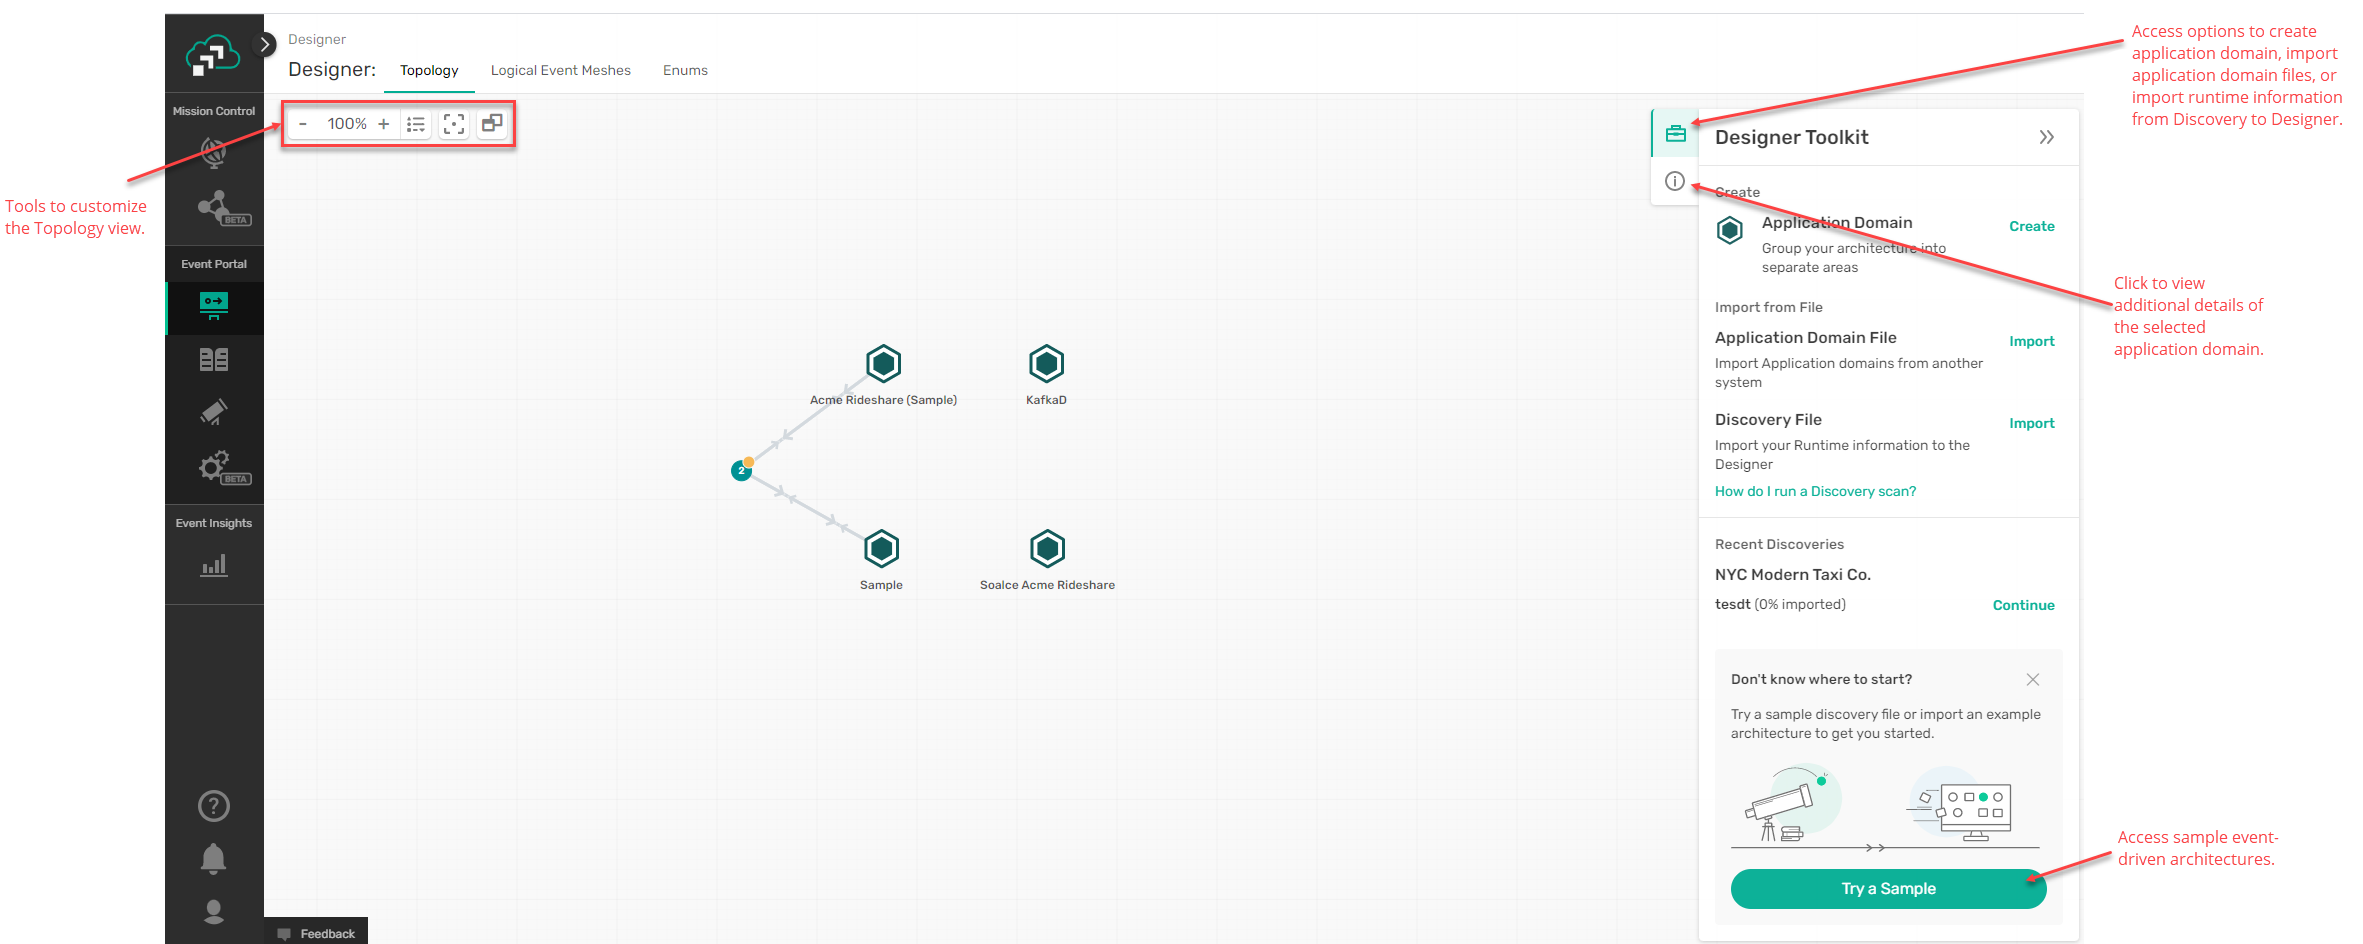 Designer
Designer:
Topology
Logical Event Meshes
Enums
Mission Control
BETA
Event Portal
BETA
Event Insights
?
Feedback
- 100% +
Tools to customize
the Topology view.
Acme Rideshare (Sample)
KafkaD
2
Sample
Soalce Acme Rideshare
Designer Toolkit
i
Create
Application Domain
Create
Group your architecture into
separate areas
Import from File
Application Domain File
Import
Import Application domains from another
system
Discovery File
Import
Import your Runtime information to the
Designer
How do I run a Discovery scan?
Recent Discoveries
NYC Modern Taxi Co.
tesdt (0% imported)
Continue
Don't know where to start?
Try a sample discovery file or import an example
architecture to get you started.
Try a Sample
Access options to create
application domain, import
application domain files, or
import runtime information
from Discovery to Designer.
Click to view
additional details of
the selected
application domain.
Access sample event-
driven architectures.